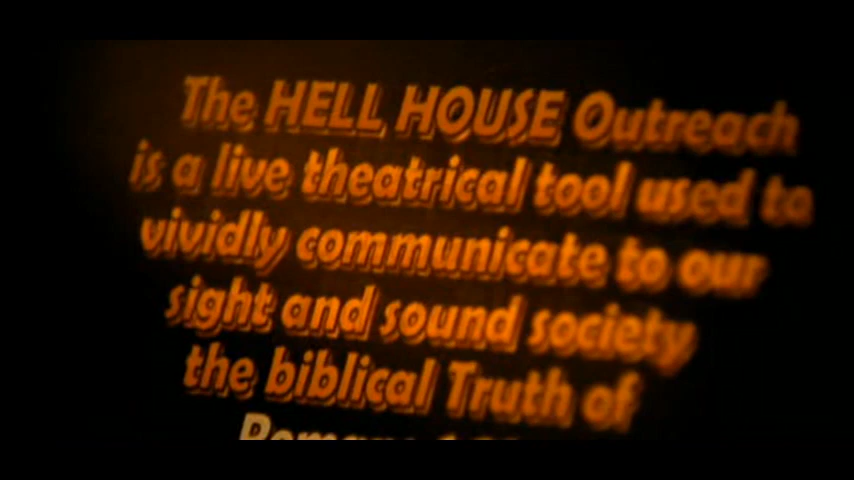 The HELL HOUSE Outreach
is a live theatrical tool used to
vividly communicate to our
sight and sound society
the biblical Truth of